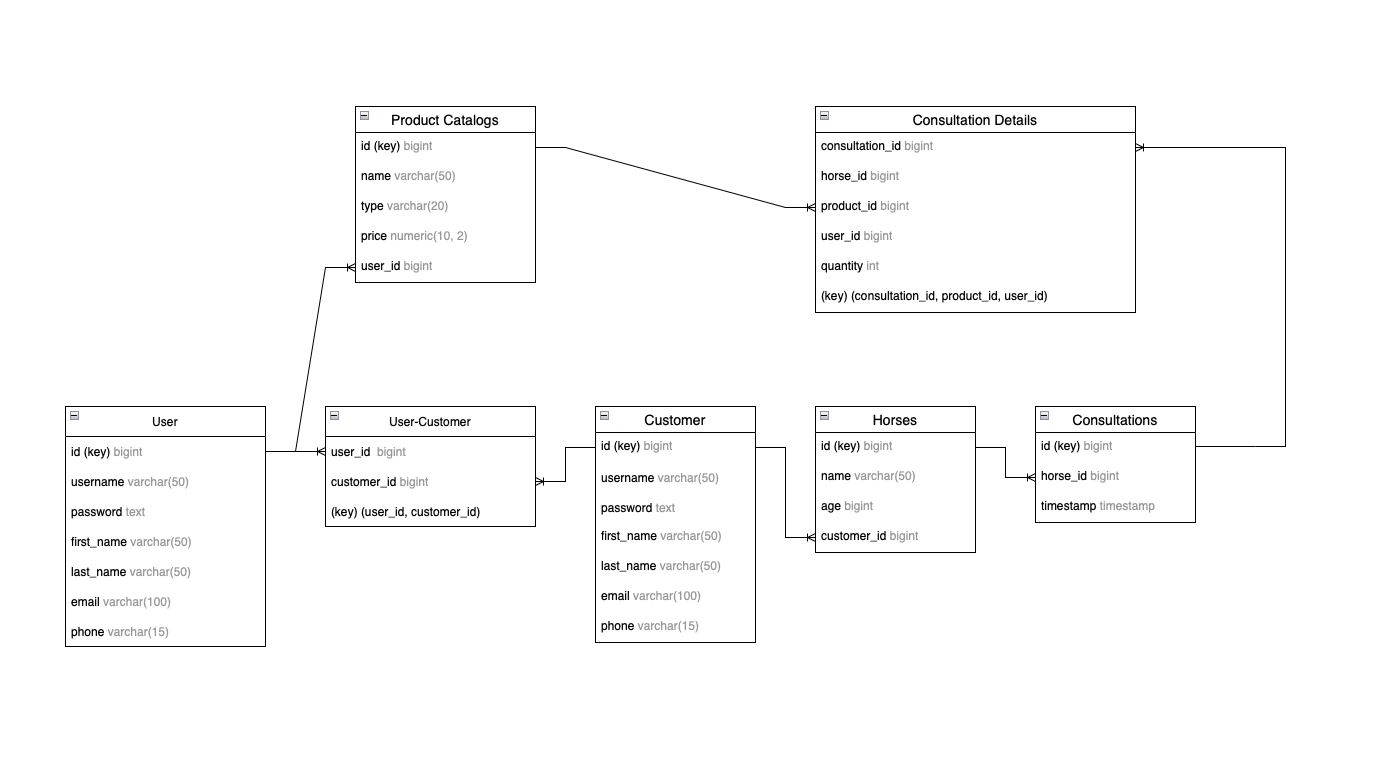 Product Catalogs
id (key) bigint
name varchar(50)
type varchar(20)
price numeric(10, 2)
user_id bigint
Consultation Details
consultation_id bigint
horse_id bigint
product_id bigint
user_id bigint
quantity int
(key) (consultation_id, product_id, user_id)
User
id (key) bigint
username varchar(50)
password text
first_name varchar(50)
last_name varchar(50)
email varchar(100)
phone varchar(15)
User-Customer
user_id bigint
customer_id bigint
(key) (user_id, customer_id)
Customer
id (key) bigint
username varchar(50)
password text
first_name varchar(50)
last_name varchar(50)
email varchar(100)
phone varchar(15)
Horses
id (key) bigint
name varchar(50)
age bigint
customer_id bigint
Consultations
id (key) bigint
horse_id bigint
timestamp timestamp